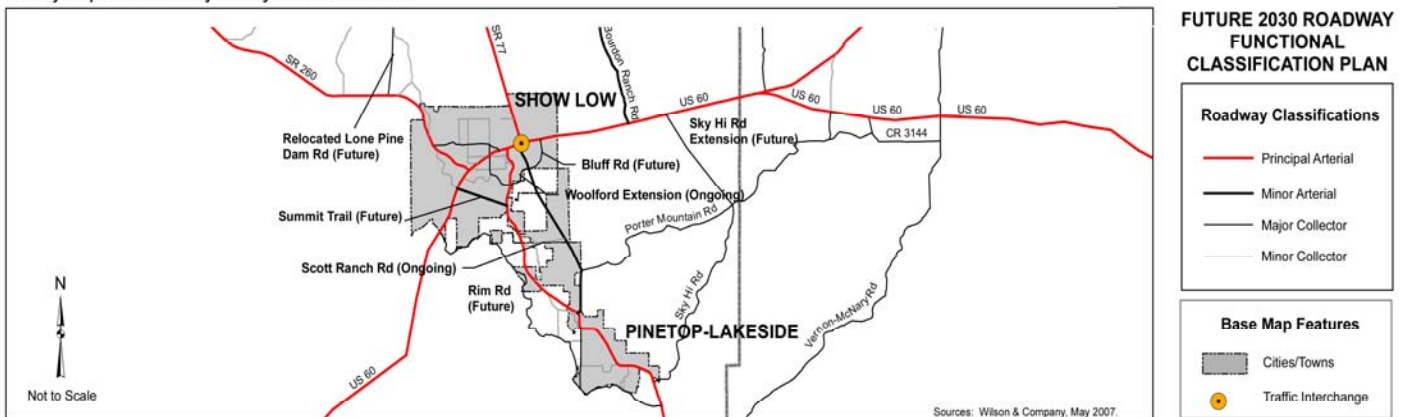 FUTURE 2030 ROADWAY
FUNCTIONAL
CLASSIFICATION PLAN
Roadway Classifications
Principal Arterial
Minor Arterial
Major Collector
Minor Collector
Base Map Features
Cities/Towns
Traffic Interchange
SR 260
SR 77
Bourdon Ranch Rd
SHOW LOW
US 60
US 60
US 60
US 60
CR 3144
Relocated Lone Pine
Dam Rd (Future)
Sky Hi Rd
Extension (Future)
Bluff Rd (Future)
Woolford Extension (Ongoing)
Summit Trail (Future)
Porter Mountain Rd
Scott Ranch Rd (Ongoing)
Rim Rd
(Future)
Sky Hi Rd
Vernon-McNary Rd
PINETOP-LAKESIDE
US 60
N
Not to Scale
Sources: Wilson & Company, May 2007.